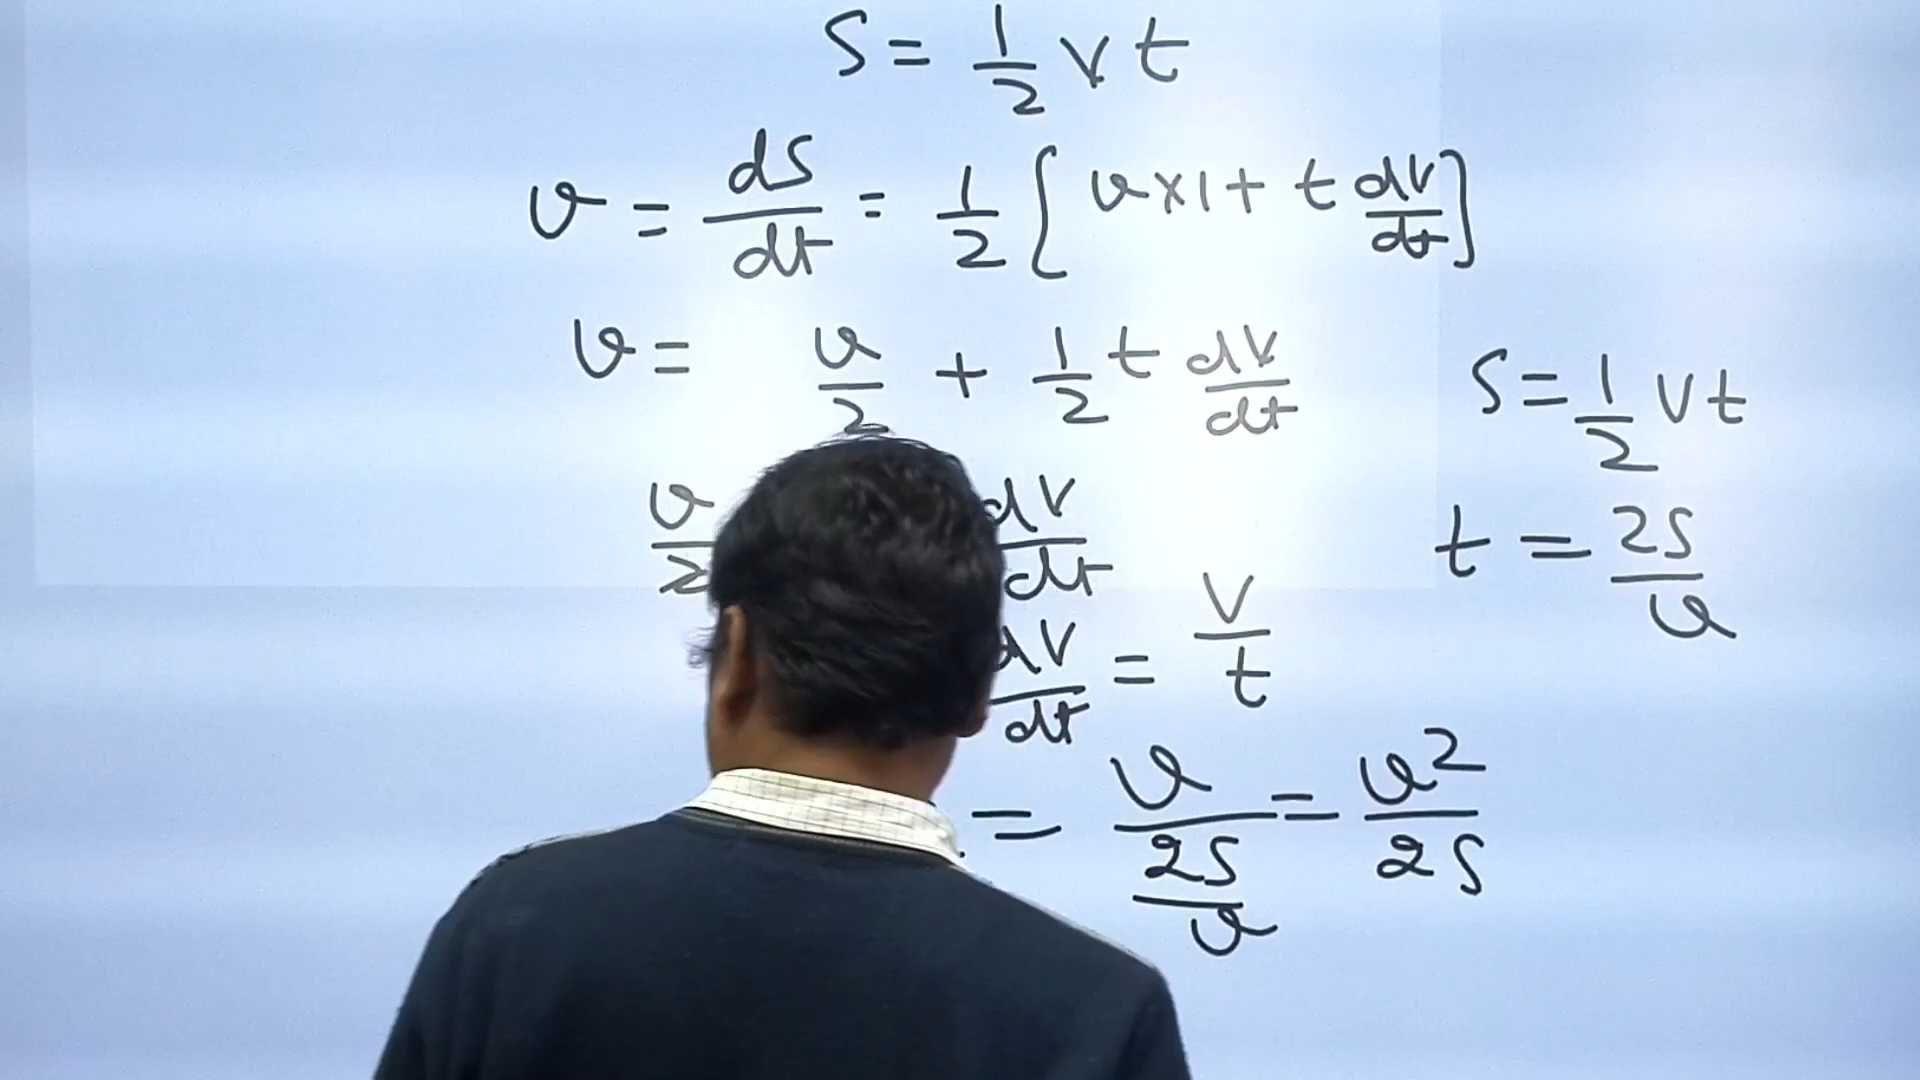 S = 1/2 v t
v = dS/dt = 1/2 [ v×1 + t dv/dt ]
v = v/2 + 1/2 t dv/dt
v/2 dv/dt
dv/dt = v/t
= v/(2S/v) = v²/2S
S = 1/2 v t
t = 2S/v